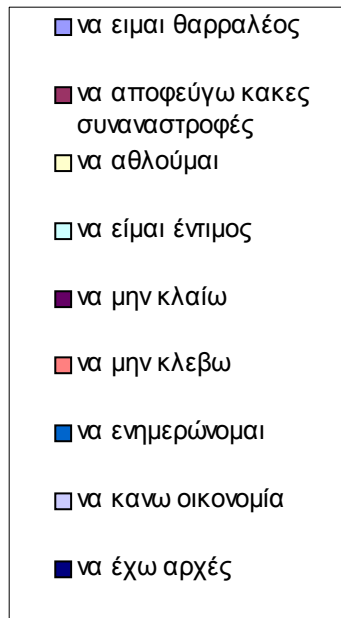 να ειμαι θαρραλέος
να αποφεύγω κακες
συναναστροφές
να αθλούμαι
να είμαι έντιμος
να μην κλαίω
να μην κλεβω
να ενημερώνομαι
να κανω οικονομία
να έχω αρχές